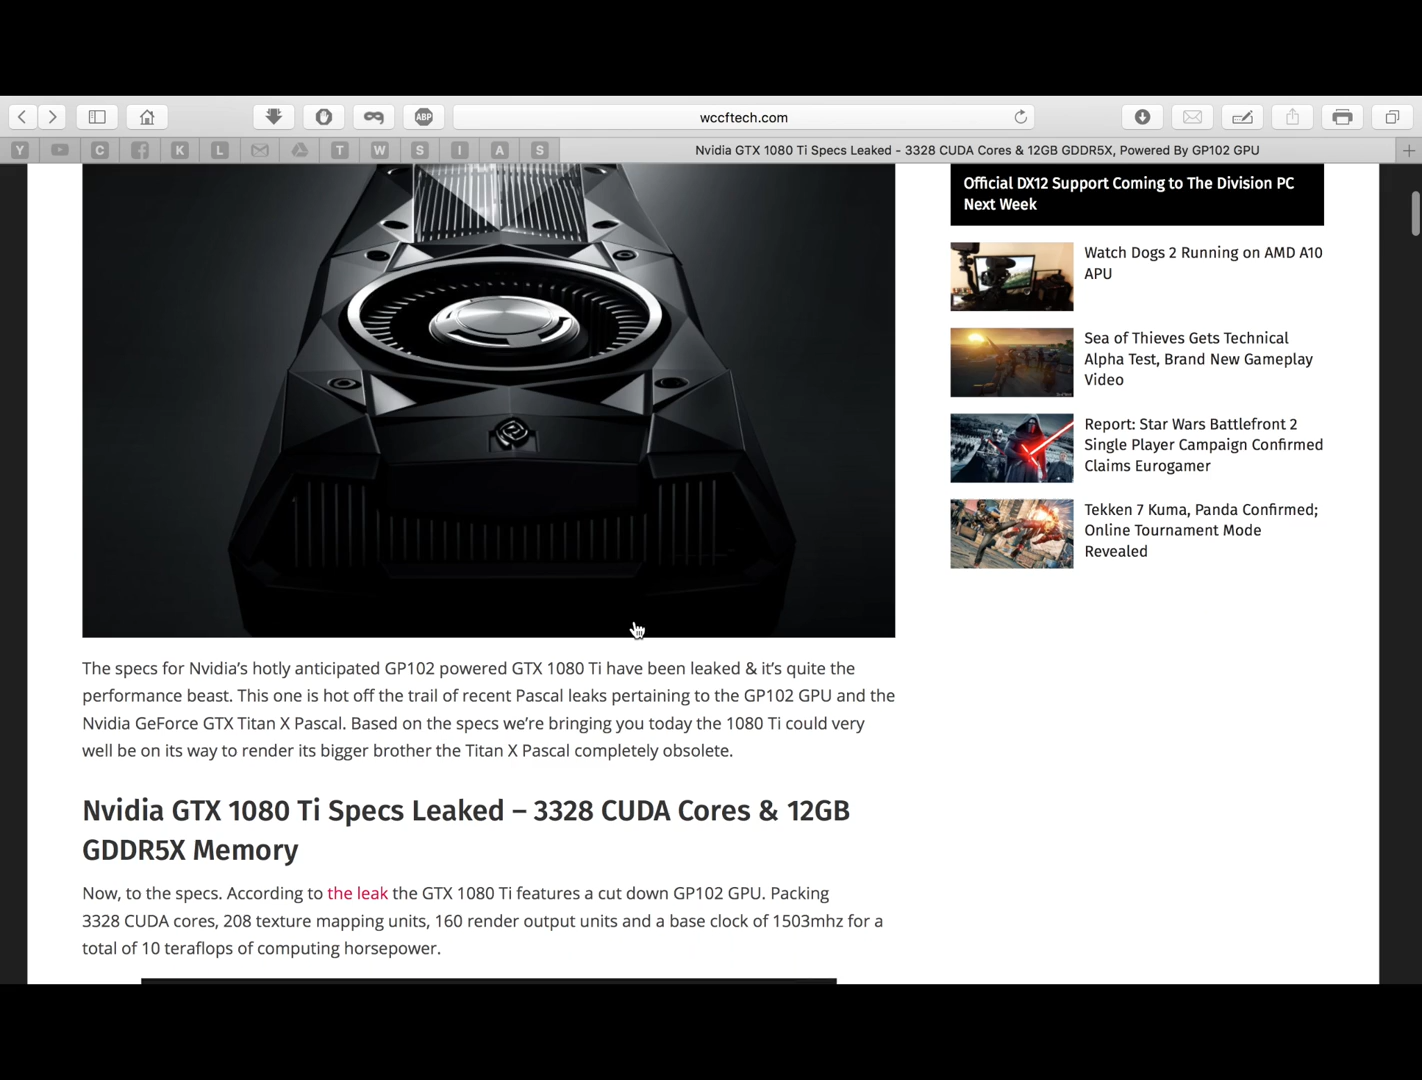 ABP
wccftech.com
Y
C
K
L
T
W
S
I
A
S
Nvidia GTX 1080 Ti Specs Leaked - 3328 CUDA Cores & 12GB GDDR5X, Powered By GP102 GPU
The specs for Nvidia’s hotly anticipated GP102 powered GTX 1080 Ti have been leaked & it’s quite the
performance beast. This one is hot off the trail of recent Pascal leaks pertaining to the GP102 GPU and the
Nvidia GeForce GTX Titan X Pascal. Based on the specs we’re bringing you today the 1080 Ti could very
well be on its way to render its bigger brother the Titan X Pascal completely obsolete.
Nvidia GTX 1080 Ti Specs Leaked – 3328 CUDA Cores & 12GB
GDDR5X Memory
Now, to the specs. According to the leak the GTX 1080 Ti features a cut down GP102 GPU. Packing
3328 CUDA cores, 208 texture mapping units, 160 render output units and a base clock of 1503mhz for a
total of 10 teraflops of computing horsepower.
Official DX12 Support Coming to The Division PC
Next Week
Watch Dogs 2 Running on AMD A10
APU
Sea of Thieves Gets Technical
Alpha Test, Brand New Gameplay
Video
Report: Star Wars Battlefront 2
Single Player Campaign Confirmed
Claims Eurogamer
Tekken 7 Kuma, Panda Confirmed;
Online Tournament Mode
Revealed